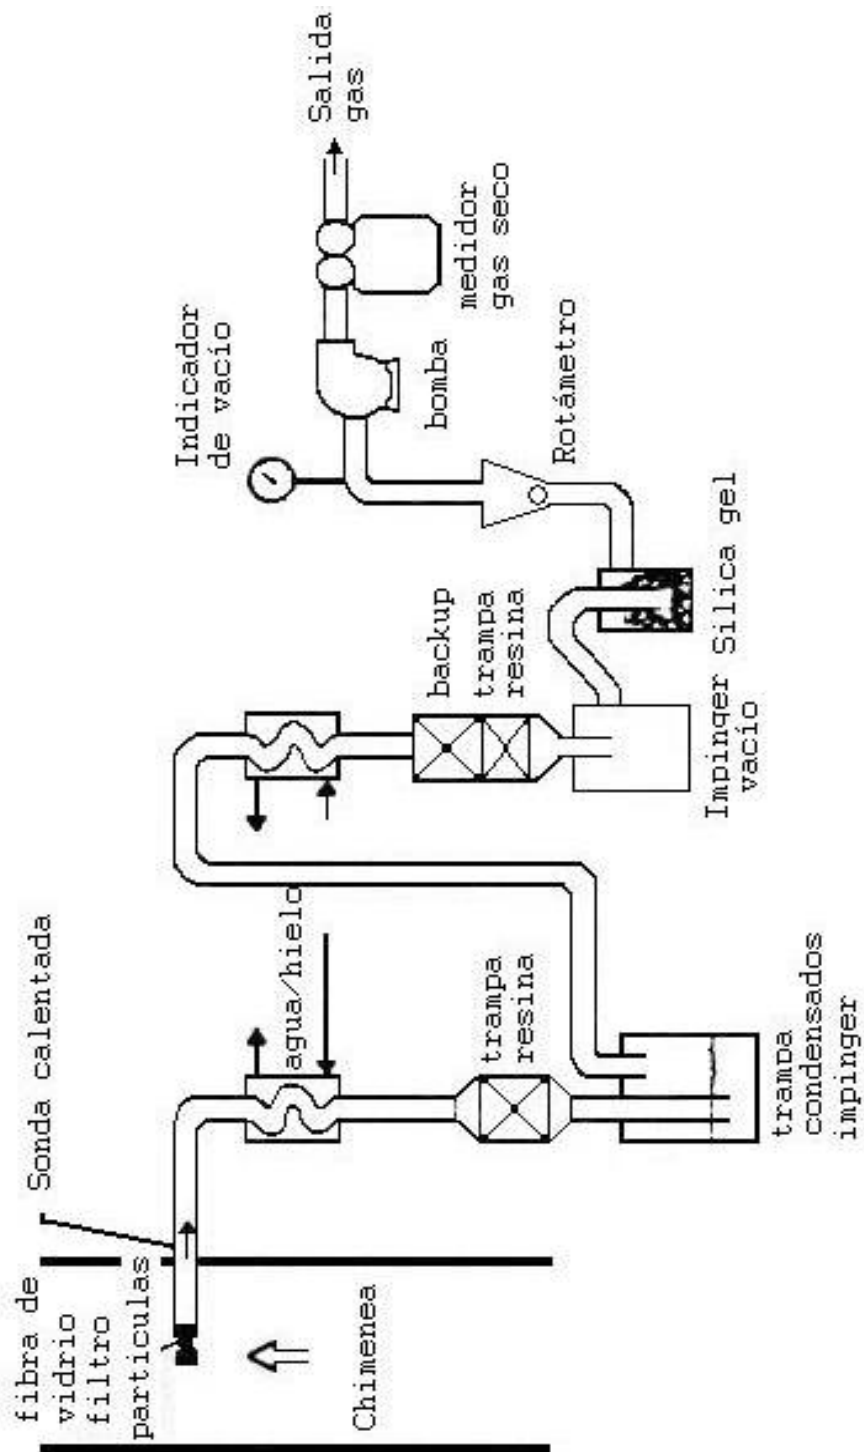 fibra de
vidrio
filtro
particulas
Sonda calentada
Chimenea
agua/hielo
trampa
resina
trampa
condensados
impinger
backup
trampa
resina
Impinger
vacío
Silica gel
Rotámetro
Indicador
de vacío
bomba
medidor
gas seco
Salida
gas